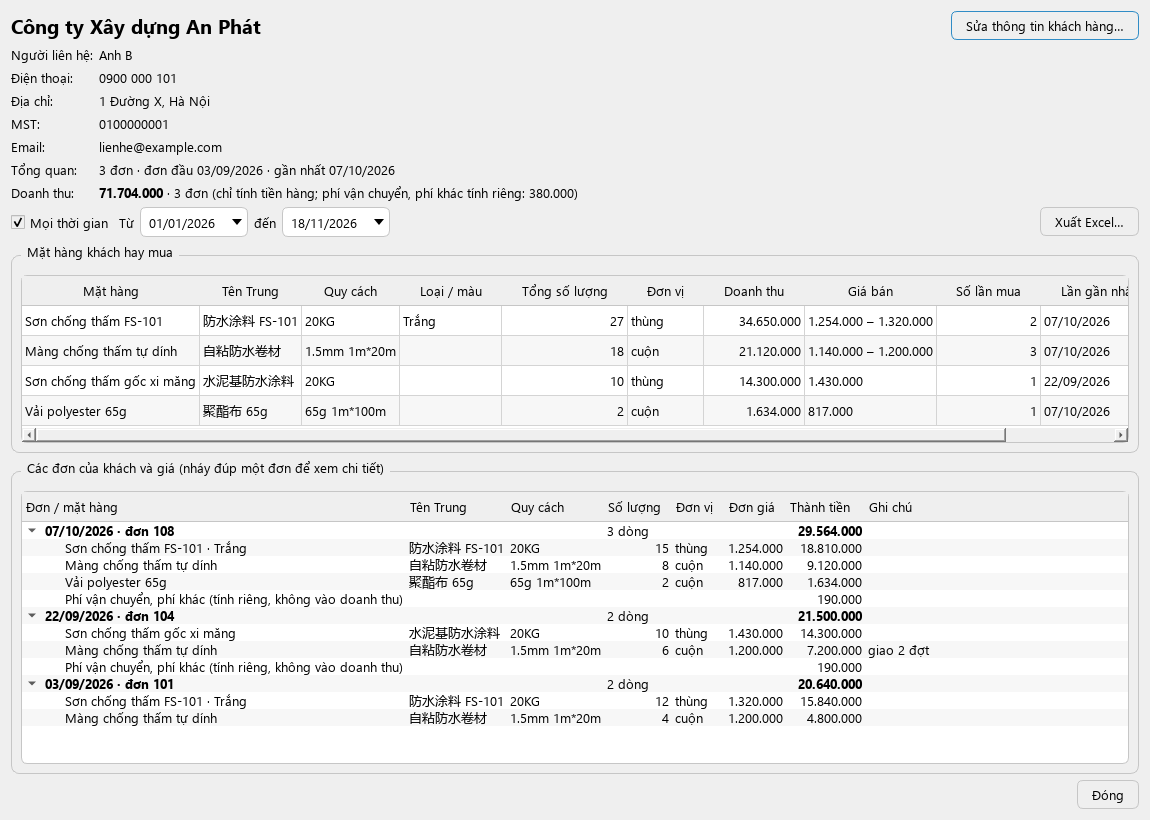 Công ty Xây dựng An Phát
Sửa thông tin khách hàng...
Người liên hệ: Anh B
Điện thoại: 0900 000 101
Địa chỉ: 1 Đường X, Hà Nội
MST: 0100000001
Email: lienhe@example.com
Tổng quan: 3 đơn · đơn đầu 03/09/2026 · gần nhất 07/10/2026
Doanh thu: 71.704.000 · 3 đơn (chỉ tính tiền hàng; phí vận chuyển, phí khác tính riêng: 380.000)
Mọi thời gian Từ 01/01/2026 đến 18/11/2026 Xuất Excel...
Mặt hàng khách hay mua
Mặt hàng Tên Trung Quy cách Loại / màu Tổng số lượng Đơn vị Doanh thu Giá bán Số lần mua Lần gần nhấ
Sơn chống thấm FS-101 防水涂料 FS-101 20KG Trắng 27 thùng 34.650.000 1.254.000 – 1.320.000 2 07/10/2026
Màng chống thấm tự dính 自粘防水卷材 1.5mm 1m*20m 18 cuộn 21.120.000 1.140.000 – 1.200.000 3 07/10/2026
Sơn chống thấm gốc xi măng 水泥基防水涂料 20KG 10 thùng 14.300.000 1.430.000 1 22/09/2026
Vải polyester 65g 聚酯布 65g 65g 1m*100m 2 cuộn 1.634.000 817.000 1 07/10/2026
Các đơn của khách và giá (nháy đúp một đơn để xem chi tiết)
Đơn / mặt hàng Tên Trung Quy cách Số lượng Đơn vị Đơn giá Thành tiền Ghi chú
07/10/2026 · đơn 108 3 dòng 29.564.000
Sơn chống thấm FS-101 · Trắng 防水涂料 FS-101 20KG 15 thùng 1.254.000 18.810.000
Màng chống thấm tự dính 自粘防水卷材 1.5mm 1m*20m 8 cuộn 1.140.000 9.120.000
Vải polyester 65g 聚酯布 65g 65g 1m*100m 2 cuộn 817.000 1.634.000
Phí vận chuyển, phí khác (tính riêng, không vào doanh thu) 190.000
22/09/2026 · đơn 104 2 dòng 21.500.000
Sơn chống thấm gốc xi măng 水泥基防水涂料 20KG 10 thùng 1.430.000 14.300.000
Màng chống thấm tự dính 自粘防水卷材 1.5mm 1m*20m 6 cuộn 1.200.000 7.200.000 giao 2 đợt
Phí vận chuyển, phí khác (tính riêng, không vào doanh thu) 190.000
03/09/2026 · đơn 101 2 dòng 20.640.000
Sơn chống thấm FS-101 · Trắng 防水涂料 FS-101 20KG 12 thùng 1.320.000 15.840.000
Màng chống thấm tự dính 自粘防水卷材 1.5mm 1m*20m 4 cuộn 1.200.000 4.800.000
Đóng